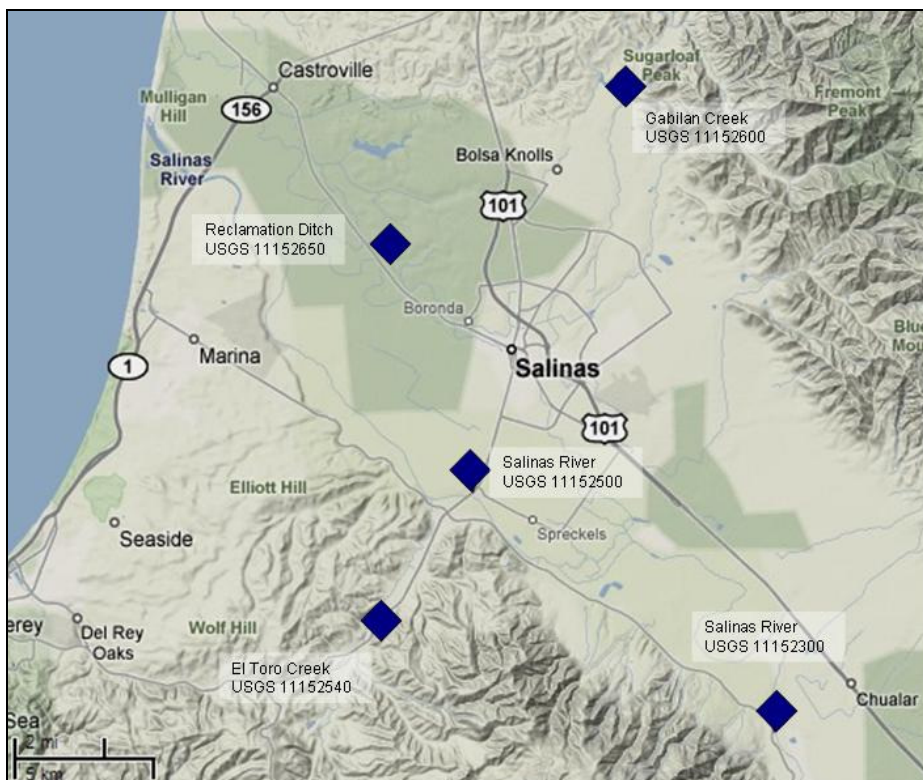 Sugarloaf
Peak
Castroville
Fremont
Peak
Mulligan
Hill
156
Gabilan Creek
USGS 11152600
Bolsa Knolls
Salinas
River
101
Reclamation Ditch
USGS 11152650
Boronda
Marina
Salinas
1
101
Salinas River
USGS 11152500
Elliott Hill
Spreckels
Seaside
Wolf Hill
Del Rey
Oaks
El Toro Creek
USGS 11152540
Salinas River
USGS 11152300
Chualar
Sea
2 mi
5 km